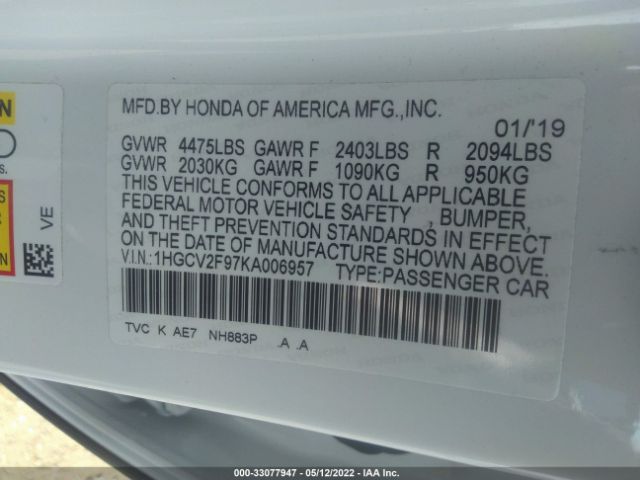 MFD.BY HONDA OF AMERICA MFG.,INC.
01/'19
GVWR 4475LBS GAWR F 2403LBS R 2094LBS
GVWR 2030KG GAWR F 1090KG R 950KG
THIS VEHICLE CONFORMS TO ALL APPLICABLE
FEDERAL MOTOR VEHICLE SAFETY , BUMPER,
AND THEFT PREVENTION STANDARDS IN EFFECT
ON THE DATE OF MANUFACTURE SHOWN ABOVE.
V.I.N.:1HGCV2F97KA006957 TYPE:PASSENGER CAR
TVC K AE7 NH883P .A .A
VE
000-33077947 - 05/12/2022 - IAA Inc.